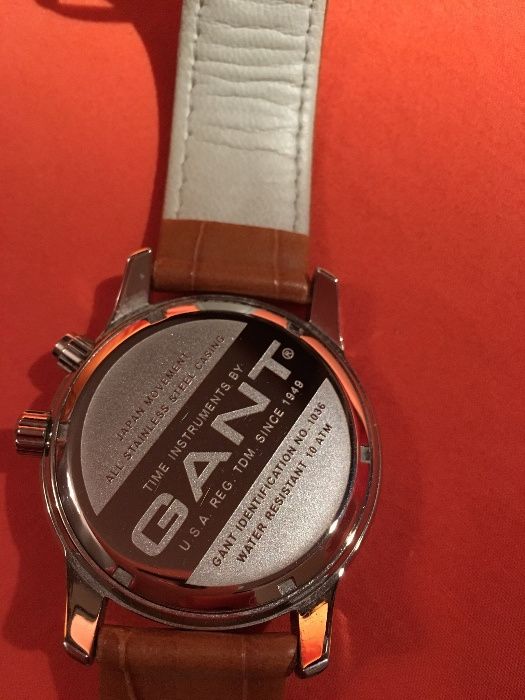 JAPAN MOVEMENT
ALL STAINLESS STEEL CASING
TIME INSTRUMENTS BY
GANT®
U.S.A. REG. TDM. SINCE 1949
GANT IDENTIFICATION NO.1036
WATER RESISTANT 10 ATM